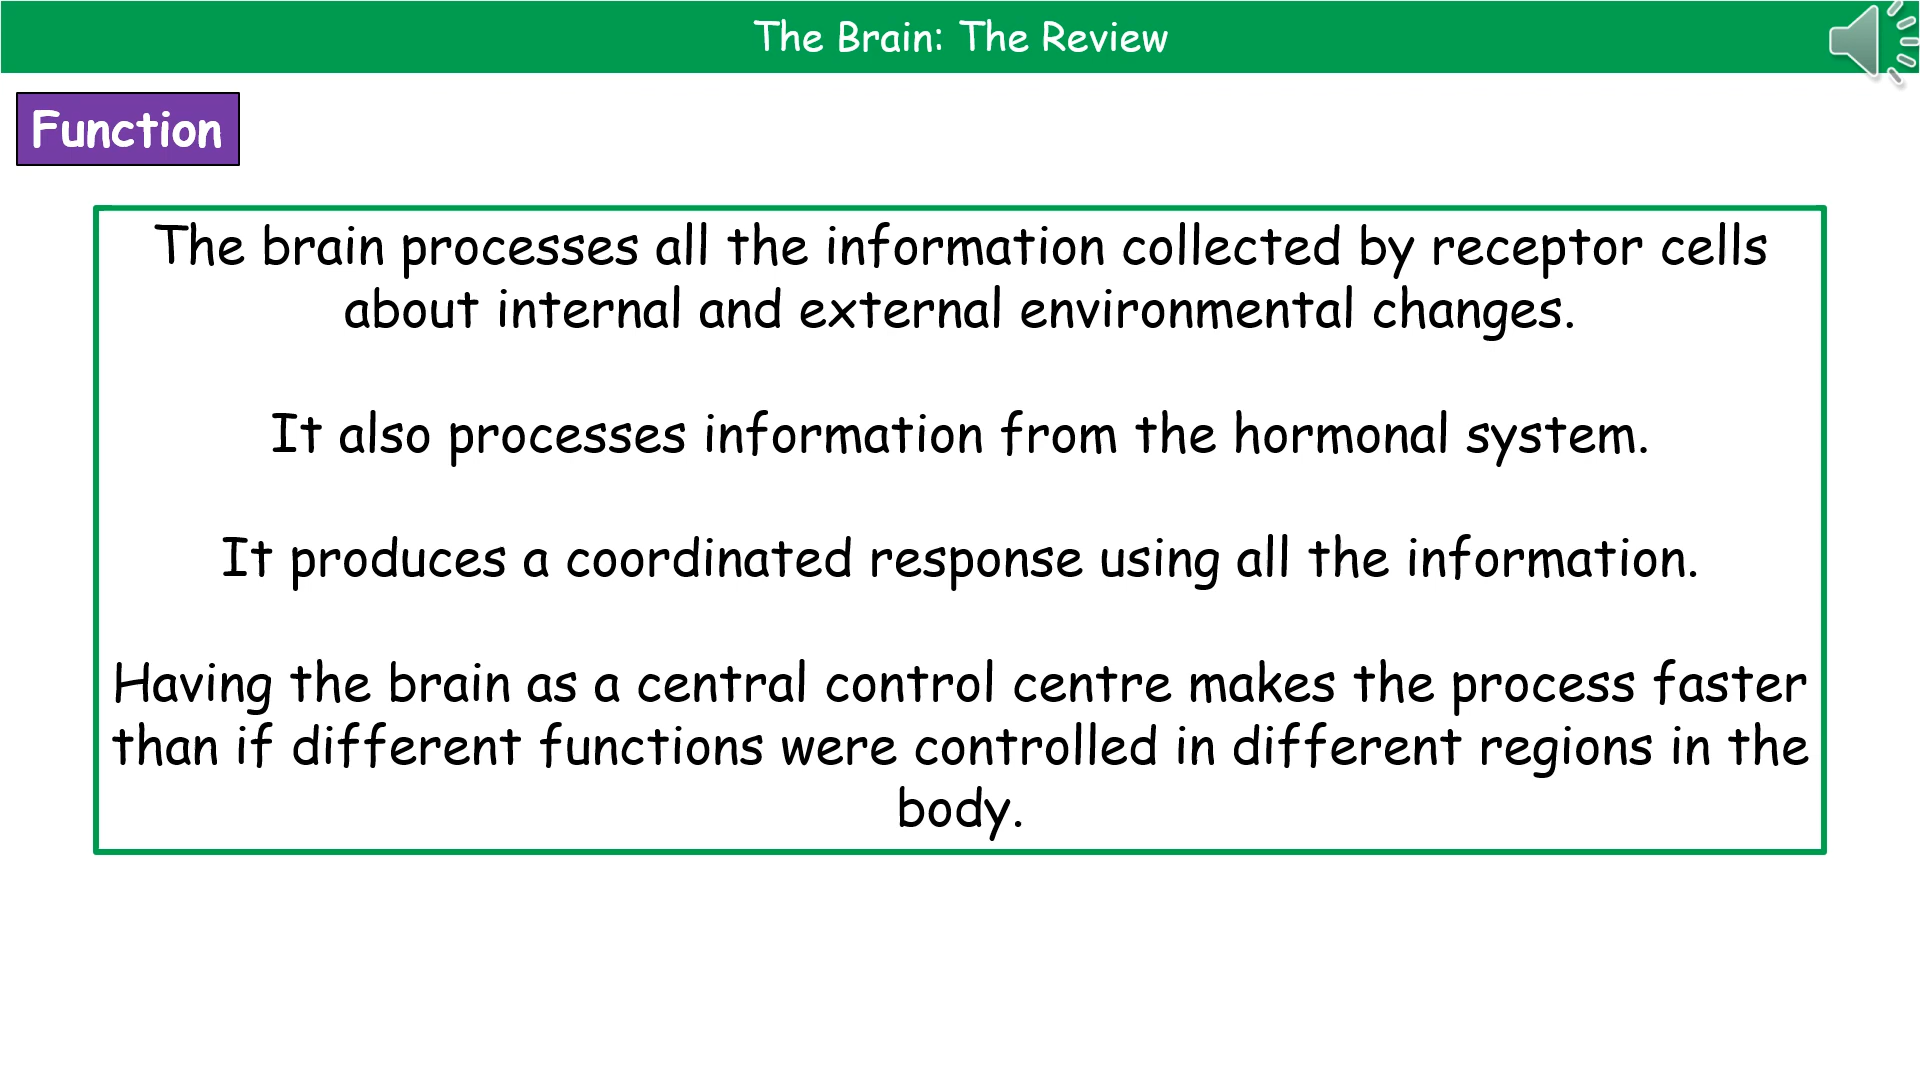 The Brain: The Review
Function
The brain processes all the information collected by receptor cells
about internal and external environmental changes.
It also processes information from the hormonal system.
It produces a coordinated response using all the information.
Having the brain as a central control centre makes the process faster
than if different functions were controlled in different regions in the
body.